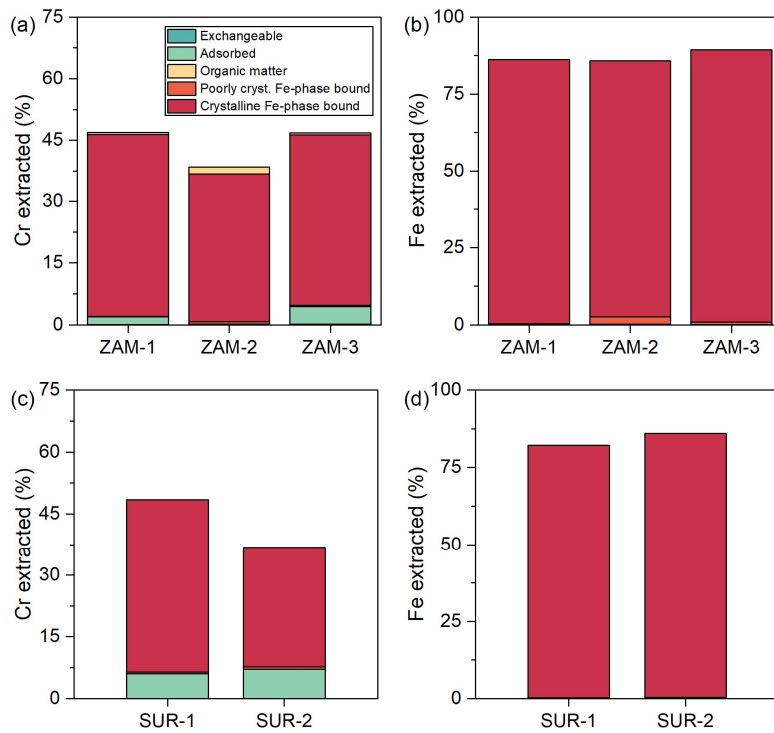 (a)
75
60
45
30
15
0
Cr extracted (%)
Exchangeable
Adsorbed
Organic matter
Poorly cryst. Fe-phase bound
Crystalline Fe-phase bound
ZAM-1 ZAM-2 ZAM-3
(b)
100
75
50
25
0
Fe extracted (%)
ZAM-1 ZAM-2 ZAM-3
(c)
75
60
45
30
15
0
Cr extracted (%)
SUR-1 SUR-2
(d)
100
75
50
25
0
Fe extracted (%)
SUR-1 SUR-2